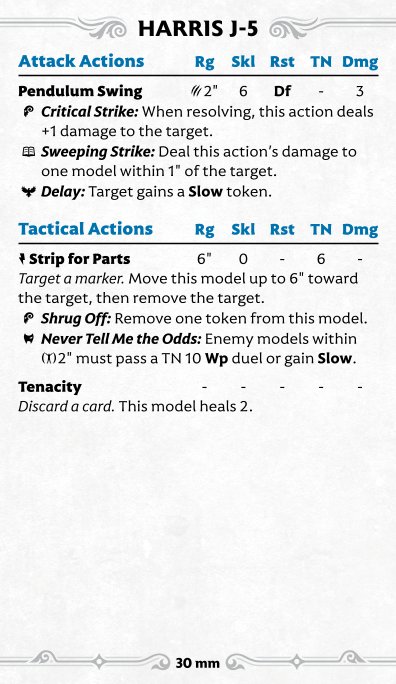 HARRIS J-5
Attack Actions Rg Skl Rst TN Dmg
Pendulum Swing 2" 6 Df - 3
Critical Strike: When resolving, this action deals
+1 damage to the target.
Sweeping Strike: Deal this action's damage to
one model within 1" of the target.
Delay: Target gains a Slow token.
Tactical Actions Rg Skl Rst TN Dmg
Strip for Parts 6" 0 - 6 -
Target a marker. Move this model up to 6" toward
the target, then remove the target.
Shrug Off: Remove one token from this model.
Never Tell Me the Odds: Enemy models within
2" must pass a TN 10 Wp duel or gain Slow.
Tenacity - - - - -
Discard a card. This model heals 2.
30 mm